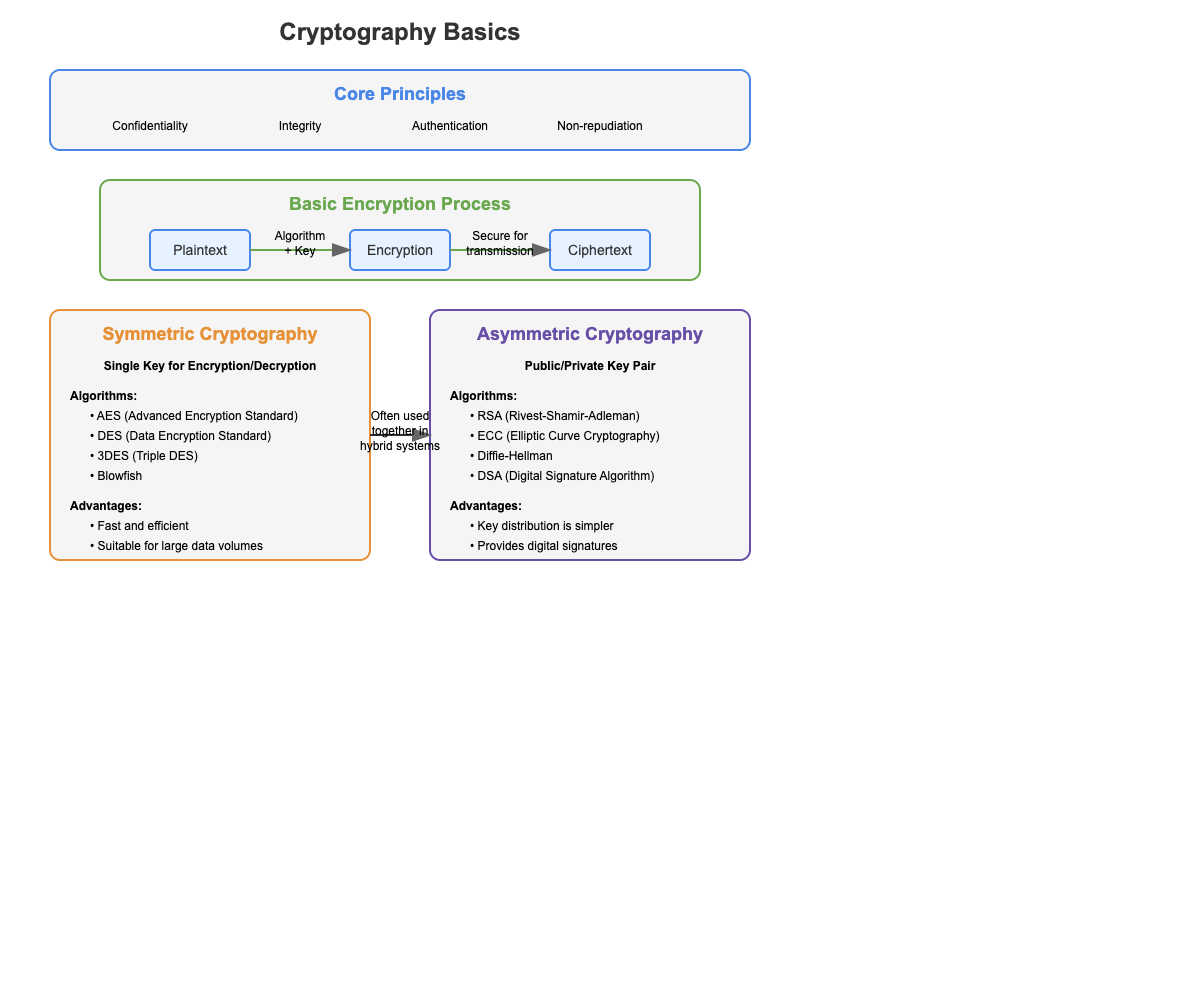 Cryptography Basics
Core Principles
Confidentiality
Integrity
Authentication
Non-repudiation
Basic Encryption Process
Plaintext
Algorithm
+ Key
Encryption
Secure for
transmission
Ciphertext
Symmetric Cryptography
Single Key for Encryption/Decryption
Algorithms:
• AES (Advanced Encryption Standard)
• DES (Data Encryption Standard)
• 3DES (Triple DES)
• Blowfish
Advantages:
• Fast and efficient
• Suitable for large data volumes
Often used
together in
hybrid systems
Asymmetric Cryptography
Public/Private Key Pair
Algorithms:
• RSA (Rivest-Shamir-Adleman)
• ECC (Elliptic Curve Cryptography)
• Diffie-Hellman
• DSA (Digital Signature Algorithm)
Advantages:
• Key distribution is simpler
• Provides digital signatures